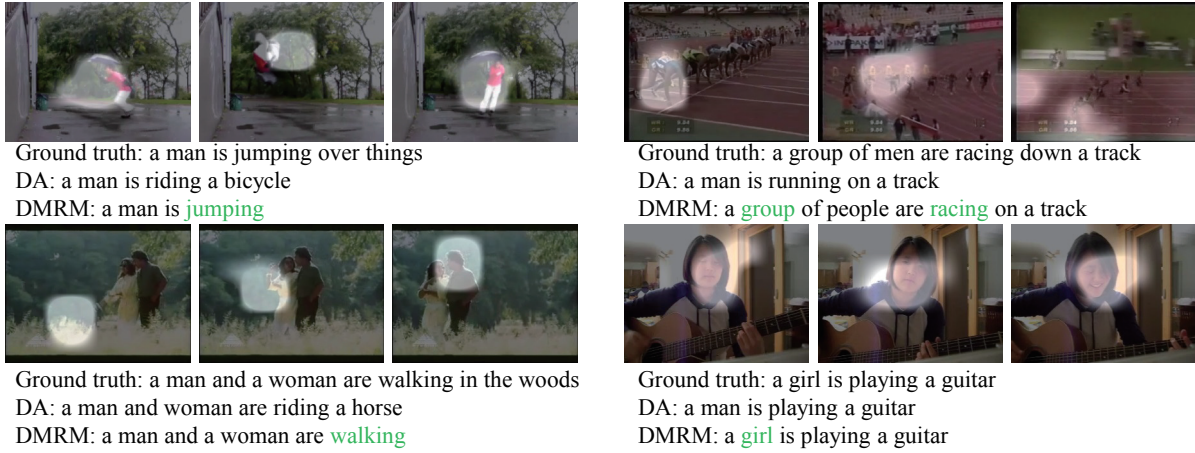 Ground truth: a man is jumping over things
DA: a man is riding a bicycle
DMRM: a man is jumping
Ground truth: a group of men are racing down a track
DA: a man is running on a track
DMRM: a group of people are racing on a track
Ground truth: a man and a woman are walking in the woods
DA: a man and woman are riding a horse
DMRM: a man and a woman are walking
Ground truth: a girl is playing a guitar
DA: a man is playing a guitar
DMRM: a girl is playing a guitar